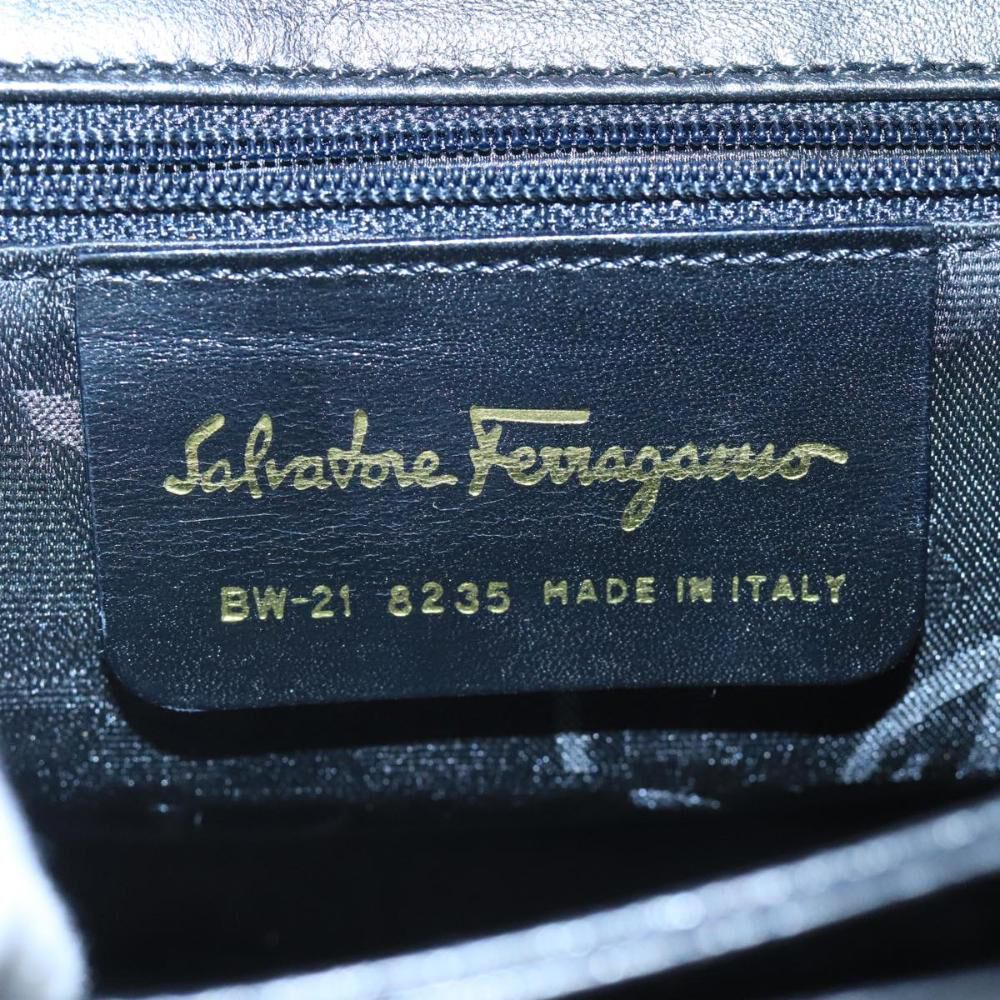 Salvatore Ferragamo
BW-21 8235 MADE IN ITALY